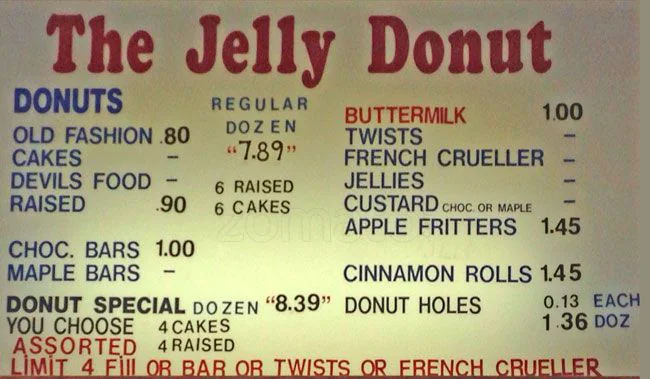 The Jelly Donut
DONUTS
OLD FASHION .80
CAKES –
DEVILS FOOD –
RAISED .90
CHOC. BARS 1.00
MAPLE BARS –
REGULAR
DOZEN
"7.89"
6 RAISED
6 CAKES
BUTTERMILK 1.00
TWISTS –
FRENCH CRUELLER –
JELLIES –
CUSTARD CHOC. OR MAPLE –
APPLE FRITTERS 1.45
CINNAMON ROLLS 1.45
DONUT HOLES 0.13 EACH
1.36 DOZ
DONUT SPECIAL DOZEN "8.39"
YOU CHOOSE 4 CAKES
ASSORTED 4 RAISED
LiMiT 4 Fill OR BAR OR TWISTS OR FRENCH CRUELLER